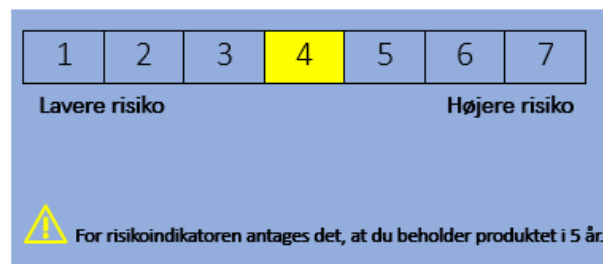 1 2 3 4 5 6 7
Lavere risiko Højere risiko
For risikoindikatoren antages det, at du beholder produktet i 5 år.